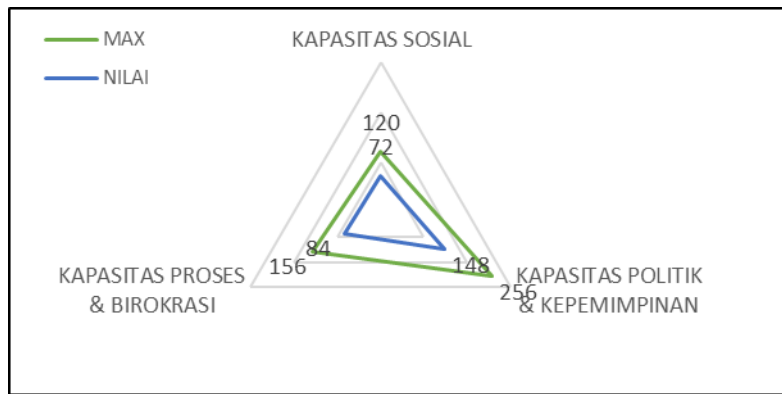 MAX
NILAI
KAPASITAS SOSIAL
120
72
84
156
148
256
KAPASITAS PROSES
& BIROKRASI
KAPASITAS POLITIK
& KEPEMIMPINAN